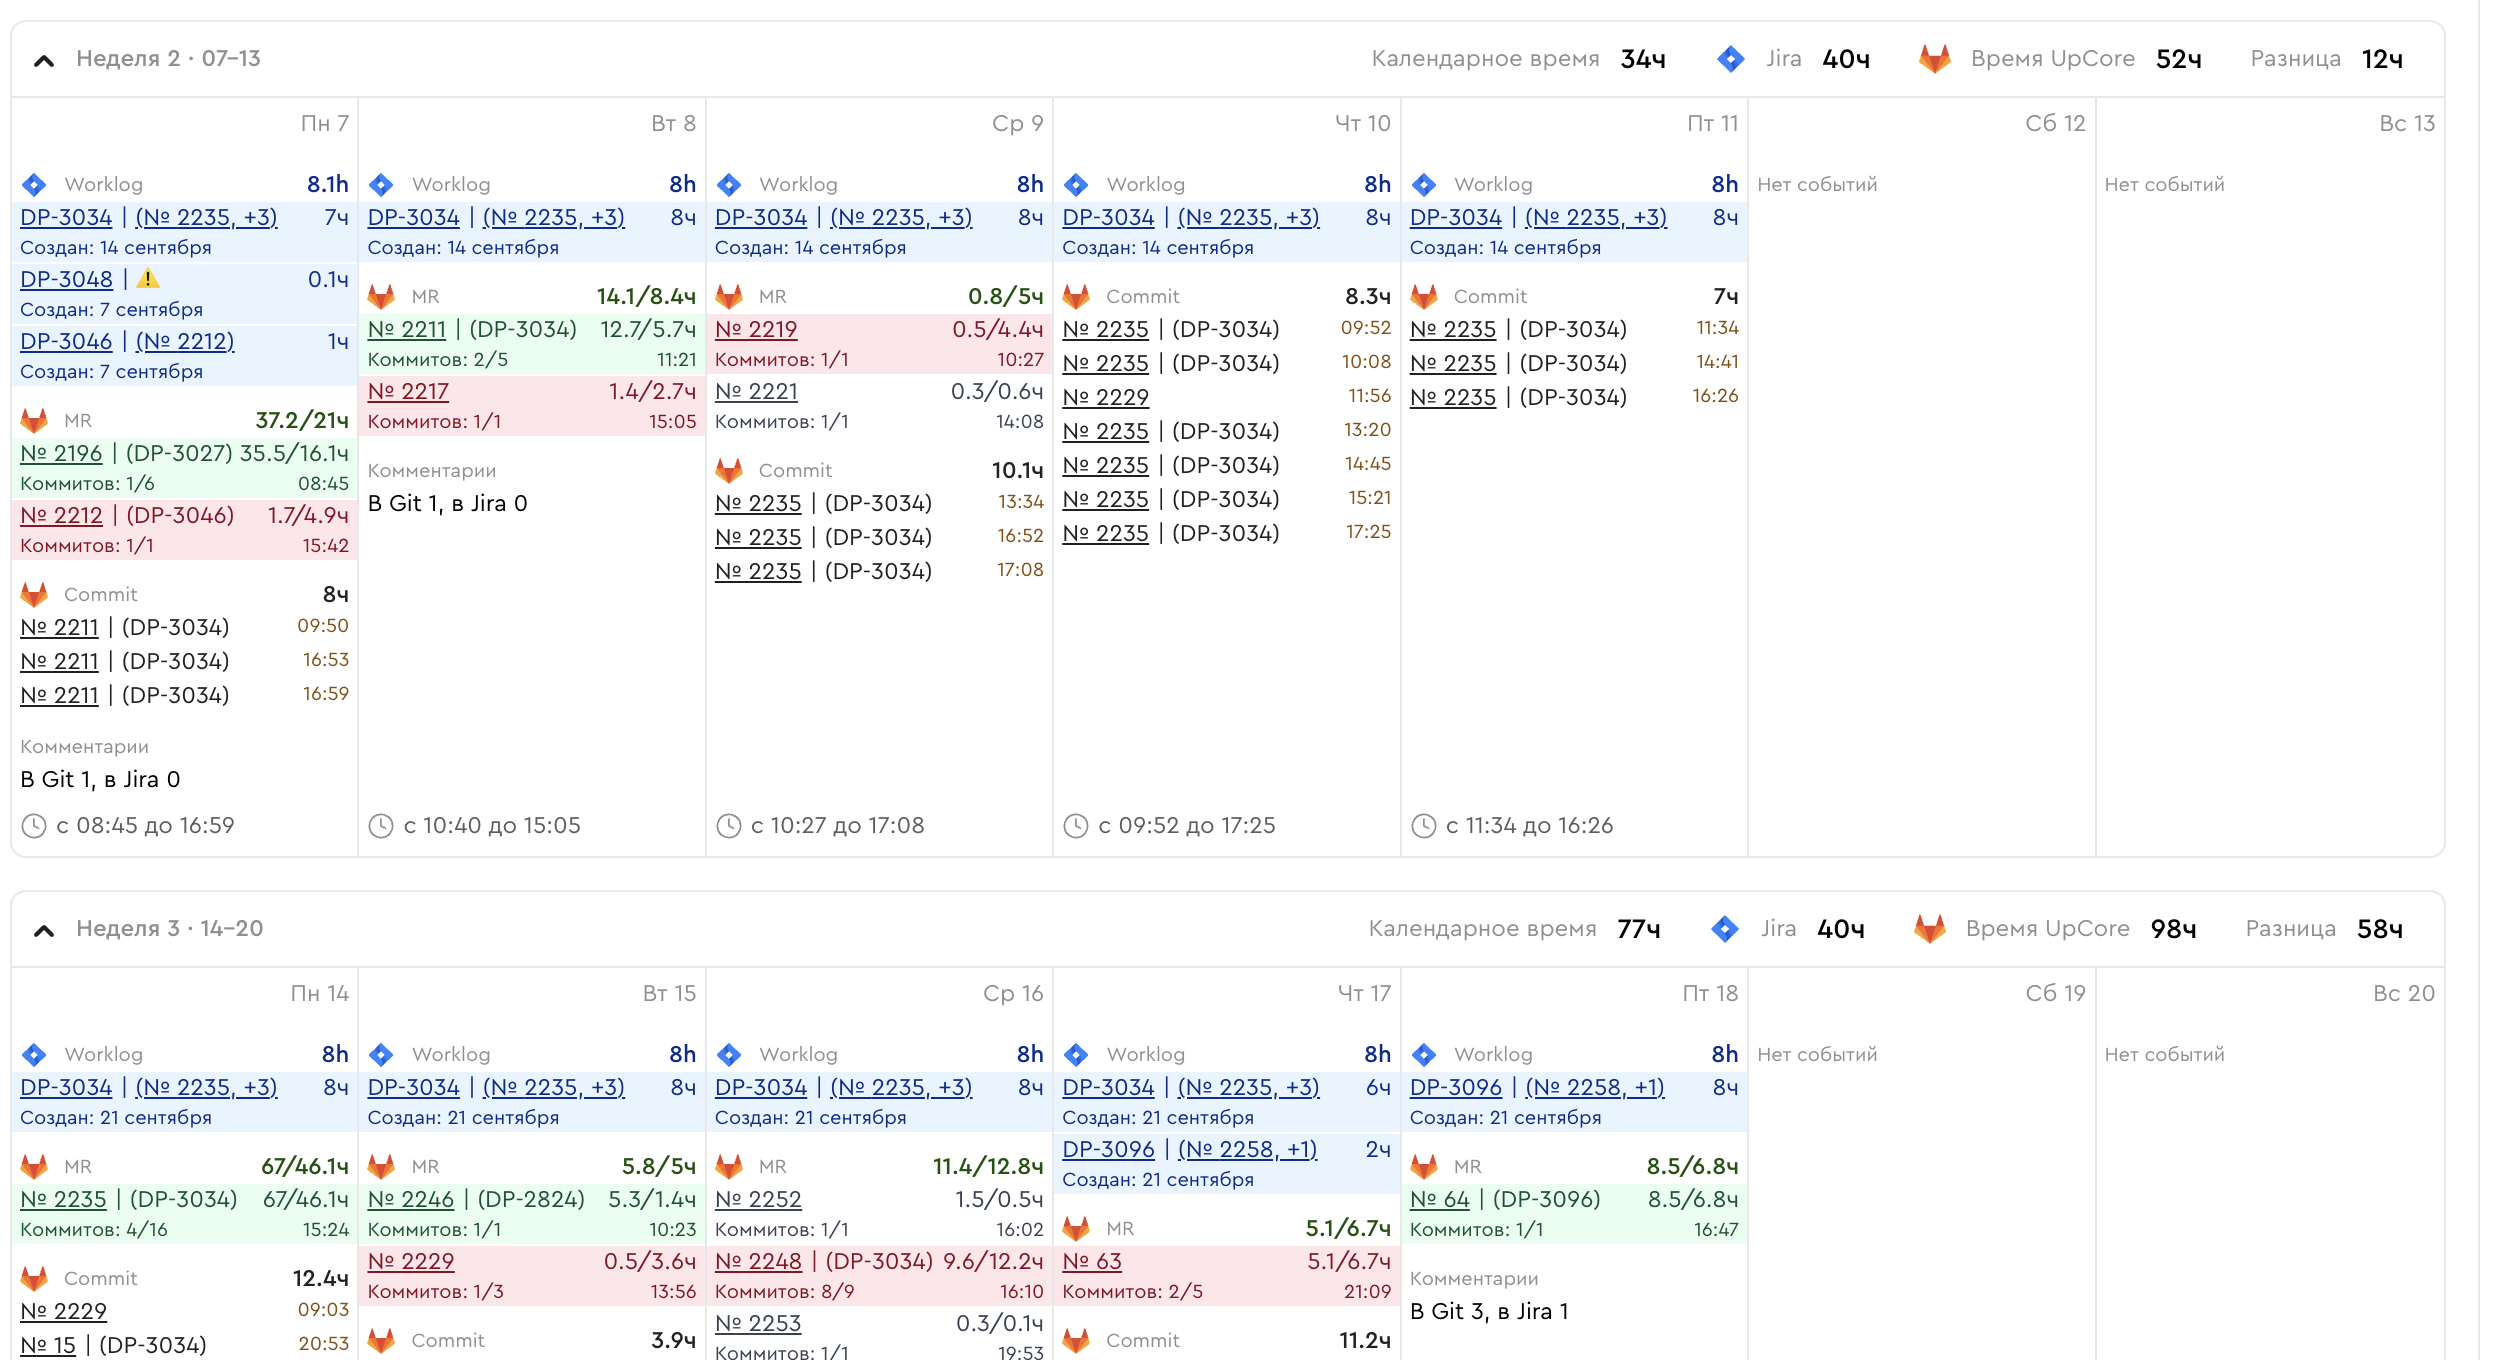 Неделя 2 · 07–13
Календарное время 34ч Jira 40ч Время UpCore 52ч Разница 12ч
Пн 7
Worklog 8.1h
DP-3034 | (№ 2235, +3) 7ч
Создан: 14 сентября
DP-3048 | 0.1ч
Создан: 7 сентября
DP-3046 | (№ 2212) 1ч
Создан: 7 сентября
MR 37.2/21ч
№ 2196 | (DP-3027) 35.5/16.1ч
Коммитов: 1/6 08:45
№ 2212 | (DP-3046) 1.7/4.9ч
Коммитов: 1/1 15:42
Commit 8ч
№ 2211 | (DP-3034) 09:50
№ 2211 | (DP-3034) 16:53
№ 2211 | (DP-3034) 16:59
Комментарии
В Git 1, в Jira 0
с 08:45 до 16:59
Вт 8
Worklog 8h
DP-3034 | (№ 2235, +3) 8ч
Создан: 14 сентября
MR 14.1/8.4ч
№ 2211 | (DP-3034) 12.7/5.7ч
Коммитов: 2/5 11:21
№ 2217 1.4/2.7ч
Коммитов: 1/1 15:05
Комментарии
В Git 1, в Jira 0
с 10:40 до 15:05
Ср 9
Worklog 8h
DP-3034 | (№ 2235, +3) 8ч
Создан: 14 сентября
MR 0.8/5ч
№ 2219 0.5/4.4ч
Коммитов: 1/1 10:27
№ 2221 0.3/0.6ч
Коммитов: 1/1 14:08
Commit 10.1ч
№ 2235 | (DP-3034) 13:34
№ 2235 | (DP-3034) 16:52
№ 2235 | (DP-3034) 17:08
с 10:27 до 17:08
Чт 10
Worklog 8h
DP-3034 | (№ 2235, +3) 8ч
Создан: 14 сентября
Commit 8.3ч
№ 2235 | (DP-3034) 09:52
№ 2235 | (DP-3034) 10:08
№ 2229 11:56
№ 2235 | (DP-3034) 13:20
№ 2235 | (DP-3034) 14:45
№ 2235 | (DP-3034) 15:21
№ 2235 | (DP-3034) 17:25
с 09:52 до 17:25
Пт 11
Worklog 8h
DP-3034 | (№ 2235, +3) 8ч
Создан: 14 сентября
Commit 7ч
№ 2235 | (DP-3034) 11:34
№ 2235 | (DP-3034) 14:41
№ 2235 | (DP-3034) 16:26
с 11:34 до 16:26
Сб 12
Нет событий
Вс 13
Нет событий
Неделя 3 · 14–20
Календарное время 77ч Jira 40ч Время UpCore 98ч Разница 58ч
Пн 14
Worklog 8h
DP-3034 | (№ 2235, +3) 8ч
Создан: 21 сентября
MR 67/46.1ч
№ 2235 | (DP-3034) 67/46.1ч
Коммитов: 4/16 15:24
Commit 12.4ч
№ 2229 09:03
№ 15 | (DP-3034) 20:53
Вт 15
Worklog 8h
DP-3034 | (№ 2235, +3) 8ч
Создан: 21 сентября
MR 5.8/5ч
№ 2246 | (DP-2824) 5.3/1.4ч
Коммитов: 1/1 10:23
№ 2229 0.5/3.6ч
Коммитов: 1/3 13:56
Commit 3.9ч
Ср 16
Worklog 8h
DP-3034 | (№ 2235, +3) 8ч
Создан: 21 сентября
MR 11.4/12.8ч
№ 2252 1.5/0.5ч
Коммитов: 1/1 16:02
№ 2248 | (DP-3034) 9.6/12.2ч
Коммитов: 8/9 16:10
№ 2253 0.3/0.1ч
Коммитов: 1/1 19:53
Чт 17
Worklog 8h
DP-3034 | (№ 2235, +3) 6ч
Создан: 21 сентября
DP-3096 | (№ 2258, +1) 2ч
Создан: 21 сентября
MR 5.1/6.7ч
№ 63 5.1/6.7ч
Коммитов: 2/5 21:09
Commit 11.2ч
Пт 18
Worklog 8h
DP-3096 | (№ 2258, +1) 8ч
Создан: 21 сентября
MR 8.5/6.8ч
№ 64 | (DP-3096) 8.5/6.8ч
Коммитов: 1/1 16:47
Комментарии
В Git 3, в Jira 1
Сб 19
Нет событий
Вс 20
Нет событий